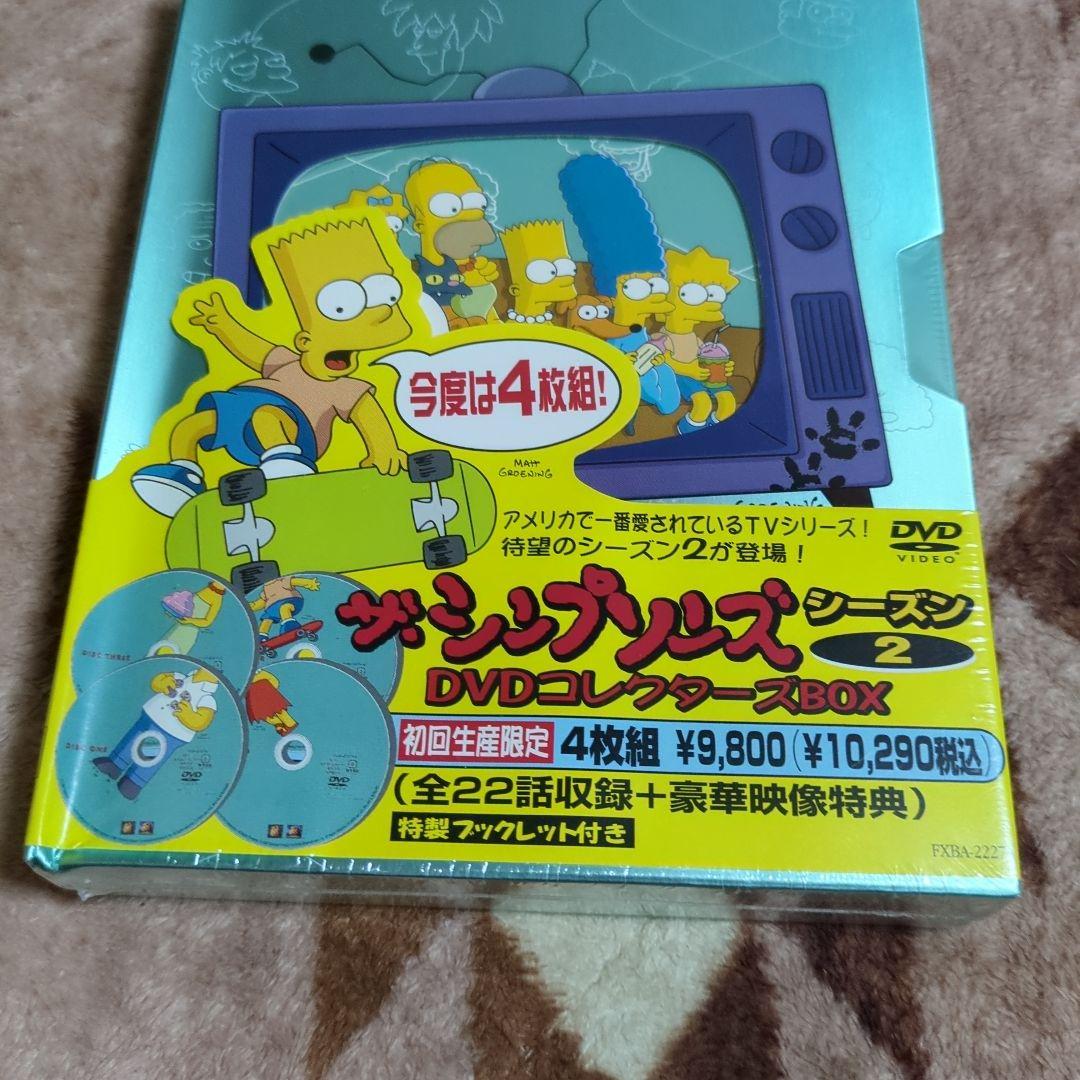 今度は4枚組!
MATT
GROENING
アメリカで一番愛されているTVシリーズ!
待望のシーズン2が登場!
DVD
VIDEO
ザ・シンプソンズ
シーズン
2
DVDコレクターズBOX
初回生産限定 4枚組 ¥9,800(¥10,290税込)
(全22話収録+豪華映像特典)
特製ブックレット付き
FXBA-2227
DISC THREE
DISC ONE
DVD
DVD